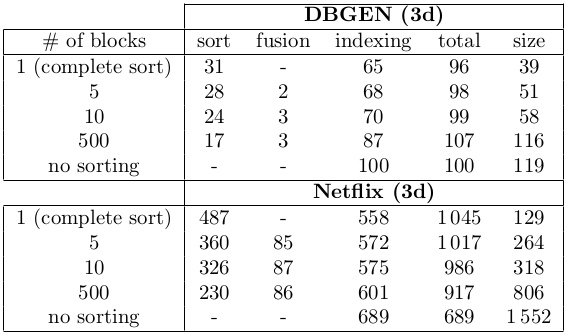 DBGEN (3d)
# of blocks sort fusion indexing total size
1 (complete sort) 31 - 65 96 39
5 28 2 68 98 51
10 24 3 70 99 58
500 17 3 87 107 116
no sorting - - 100 100 119
Netflix (3d)
1 (complete sort) 487 - 558 1 045 129
5 360 85 572 1 017 264
10 326 87 575 986 318
500 230 86 601 917 806
no sorting - - 689 689 1 552